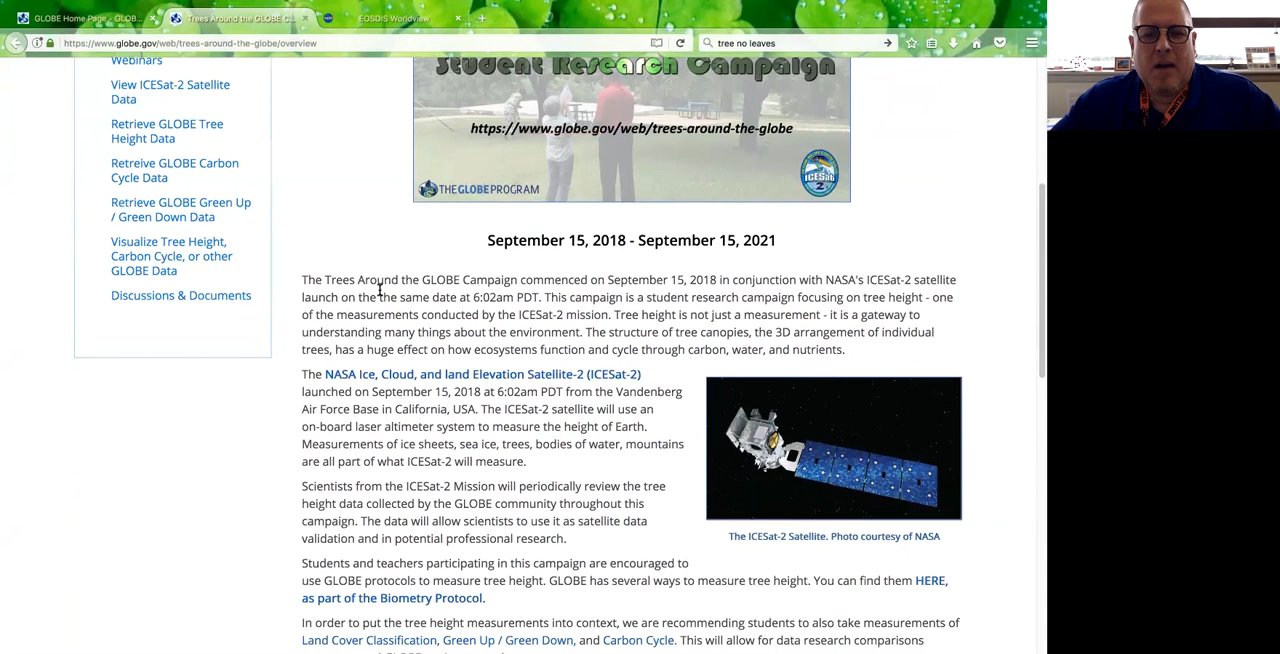 GLOBE Home Page - GLOB...
Trees Around the GLOBE C...
EOSDIS Worldview
https://www.globe.gov/web/trees-around-the-globe/overview
tree no leaves
Webinars
View ICESat-2 Satellite
Data
Retrieve GLOBE Tree
Height Data
Retreive GLOBE Carbon
Cycle Data
Retrieve GLOBE Green Up
/ Green Down Data
Visualize Tree Height,
Carbon Cycle, or other
GLOBE Data
Discussions & Documents
Student Research Campaign
https://www.globe.gov/web/trees-around-the-globe
THE GLOBE PROGRAM
ICESat
2
September 15, 2018 - September 15, 2021
The Trees Around the GLOBE Campaign commenced on September 15, 2018 in conjunction with NASA's ICESat-2 satellite
launch on the the same date at 6:02am PDT. This campaign is a student research campaign focusing on tree height - one
of the measurements conducted by the ICESat-2 mission. Tree height is not just a measurement - it is a gateway to
understanding many things about the environment. The structure of tree canopies, the 3D arrangement of individual
trees, has a huge effect on how ecosystems function and cycle through carbon, water, and nutrients.
The NASA Ice, Cloud, and land Elevation Satellite-2 (ICESat-2)
launched on September 15, 2018 at 6:02am PDT from the Vandenberg
Air Force Base in California, USA. The ICESat-2 satellite will use an
on-board laser altimeter system to measure the height of Earth.
Measurements of ice sheets, sea ice, trees, bodies of water, mountains
are all part of what ICESat-2 will measure.
Scientists from the ICESat-2 Mission will periodically review the tree
height data collected by the GLOBE community throughout this
campaign. The data will allow scientists to use it as satellite data
validation and in potential professional research.
The ICESat-2 Satellite. Photo courtesy of NASA
Students and teachers participating in this campaign are encouraged to
use GLOBE protocols to measure tree height. GLOBE has several ways to measure tree height. You can find them HERE,
as part of the Biometry Protocol.
In order to put the tree height measurements into context, we are recommending students to also take measurements of
Land Cover Classification, Green Up / Green Down, and Carbon Cycle. This will allow for data research comparisons